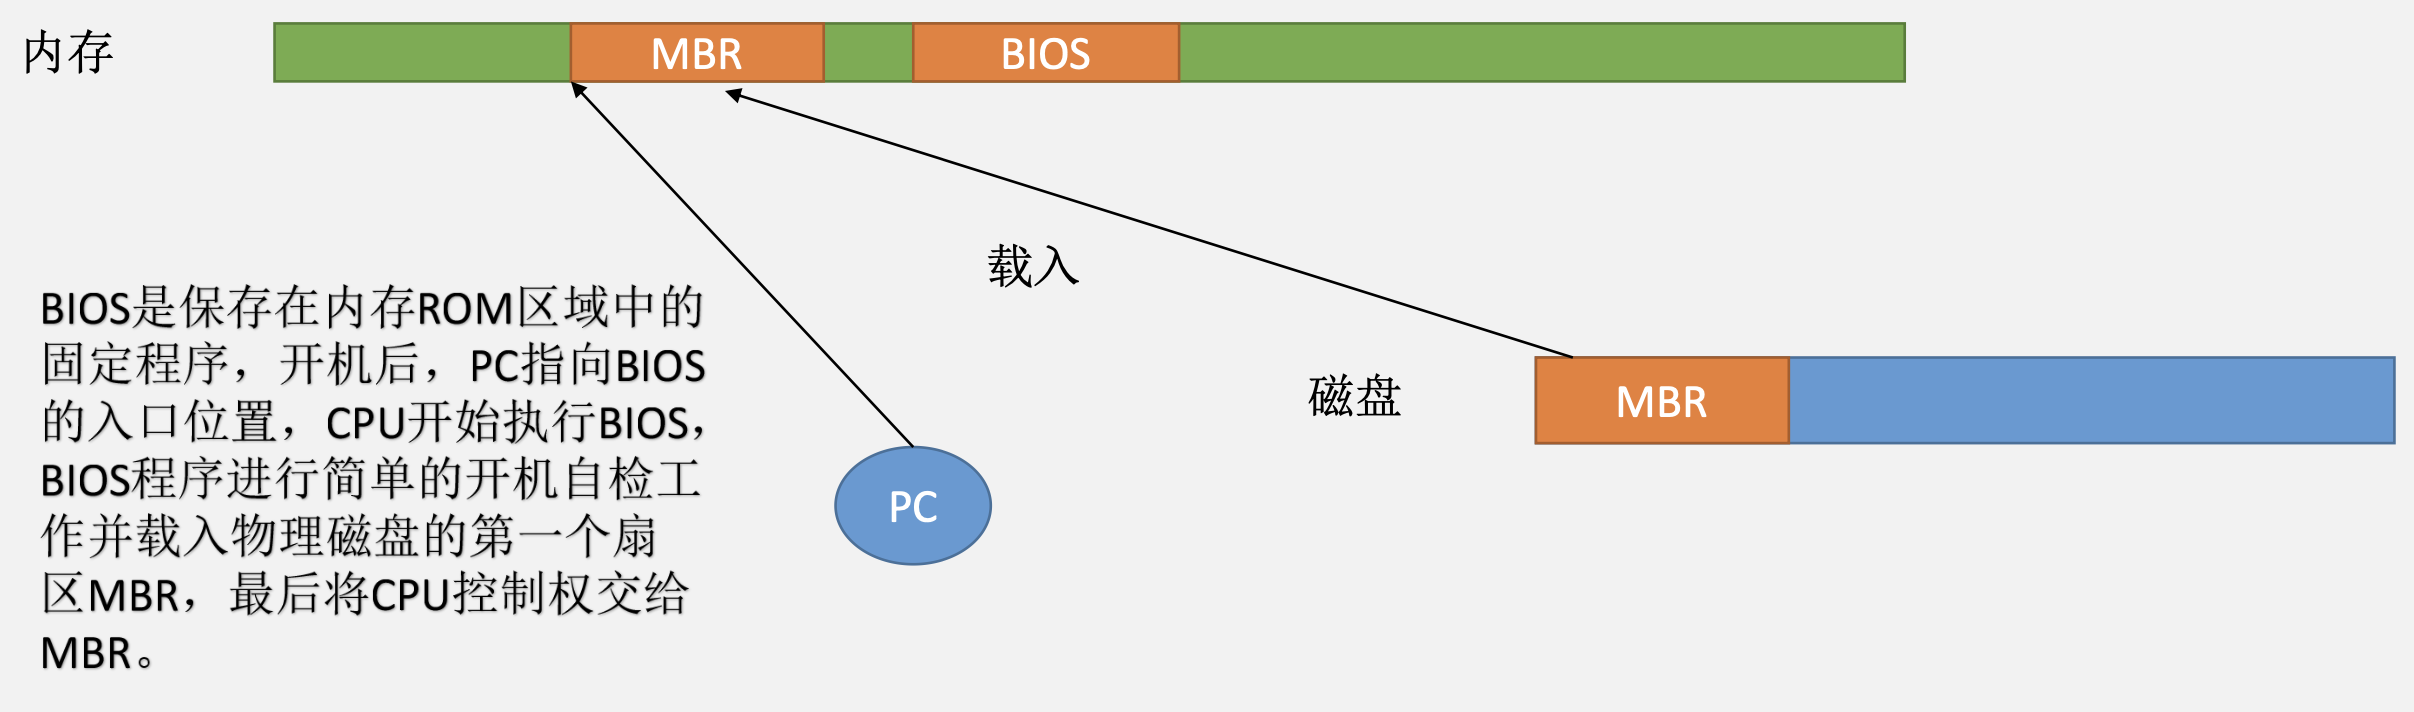 内存
MBR
BIOS
载入
BIOS是保存在内存ROM区域中的
固定程序，开机后，PC指向BIOS
的入口位置，CPU开始执行BIOS，
BIOS程序进行简单的开机自检工
作并载入物理磁盘的第一个扇
区MBR，最后将CPU控制权交给
MBR。
磁盘
MBR
PC